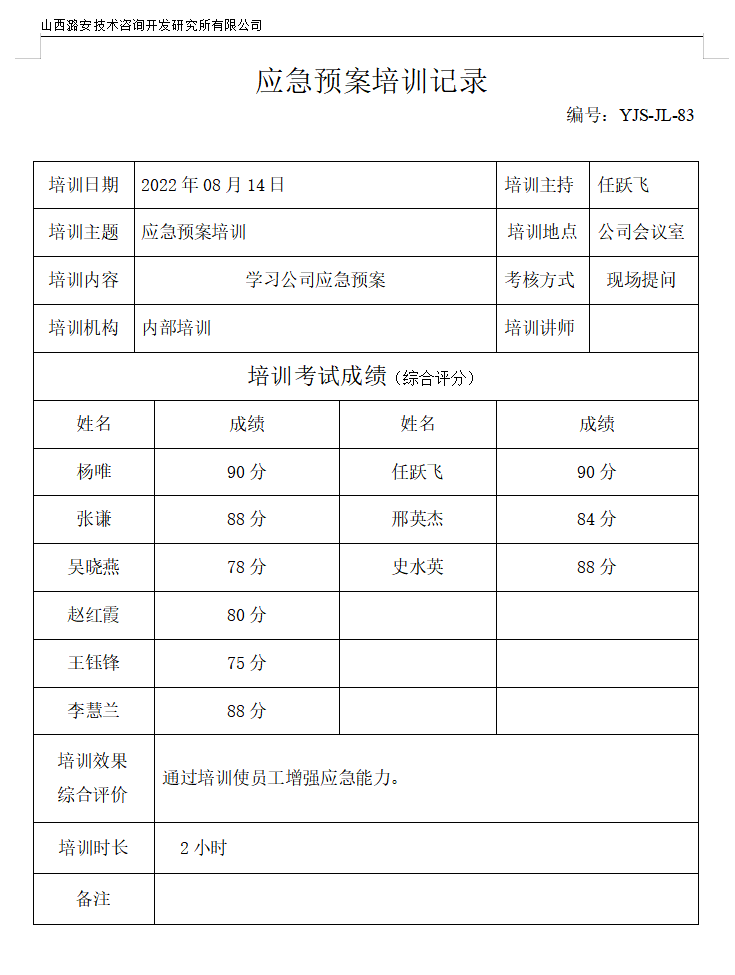 山西潞安技术咨询开发研究所有限公司
应急预案培训记录
编号：YJS-JL-83
培训日期 2022 年 08 月 14 日 培训主持 任跃飞
培训主题 应急预案培训 培训地点 公司会议室
培训内容 学习公司应急预案 考核方式 现场提问
培训机构 内部培训 培训讲师
培训考试成绩（综合评分）
姓名 成绩 姓名 成绩
杨唯 90 分 任跃飞 90 分
张谦 88 分 邢英杰 84 分
吴晓燕 78 分 史水英 88 分
赵红霞 80 分
王钰锋 75 分
李慧兰 88 分
培训效果
综合评价
通过培训使员工增强应急能力。
培训时长 2 小时
备注